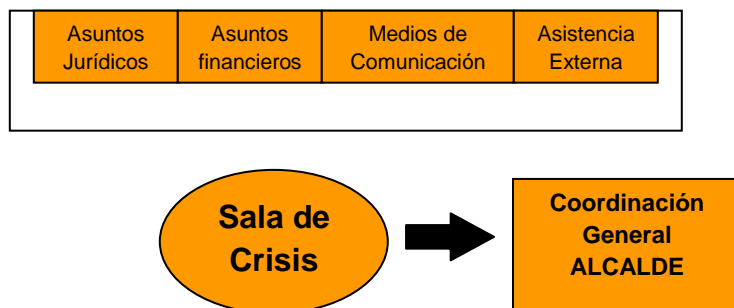 Asuntos
Jurídicos
Asuntos
financieros
Medios de
Comunicación
Asistencia
Externa
Sala de
Crisis
Coordinación
General
ALCALDE